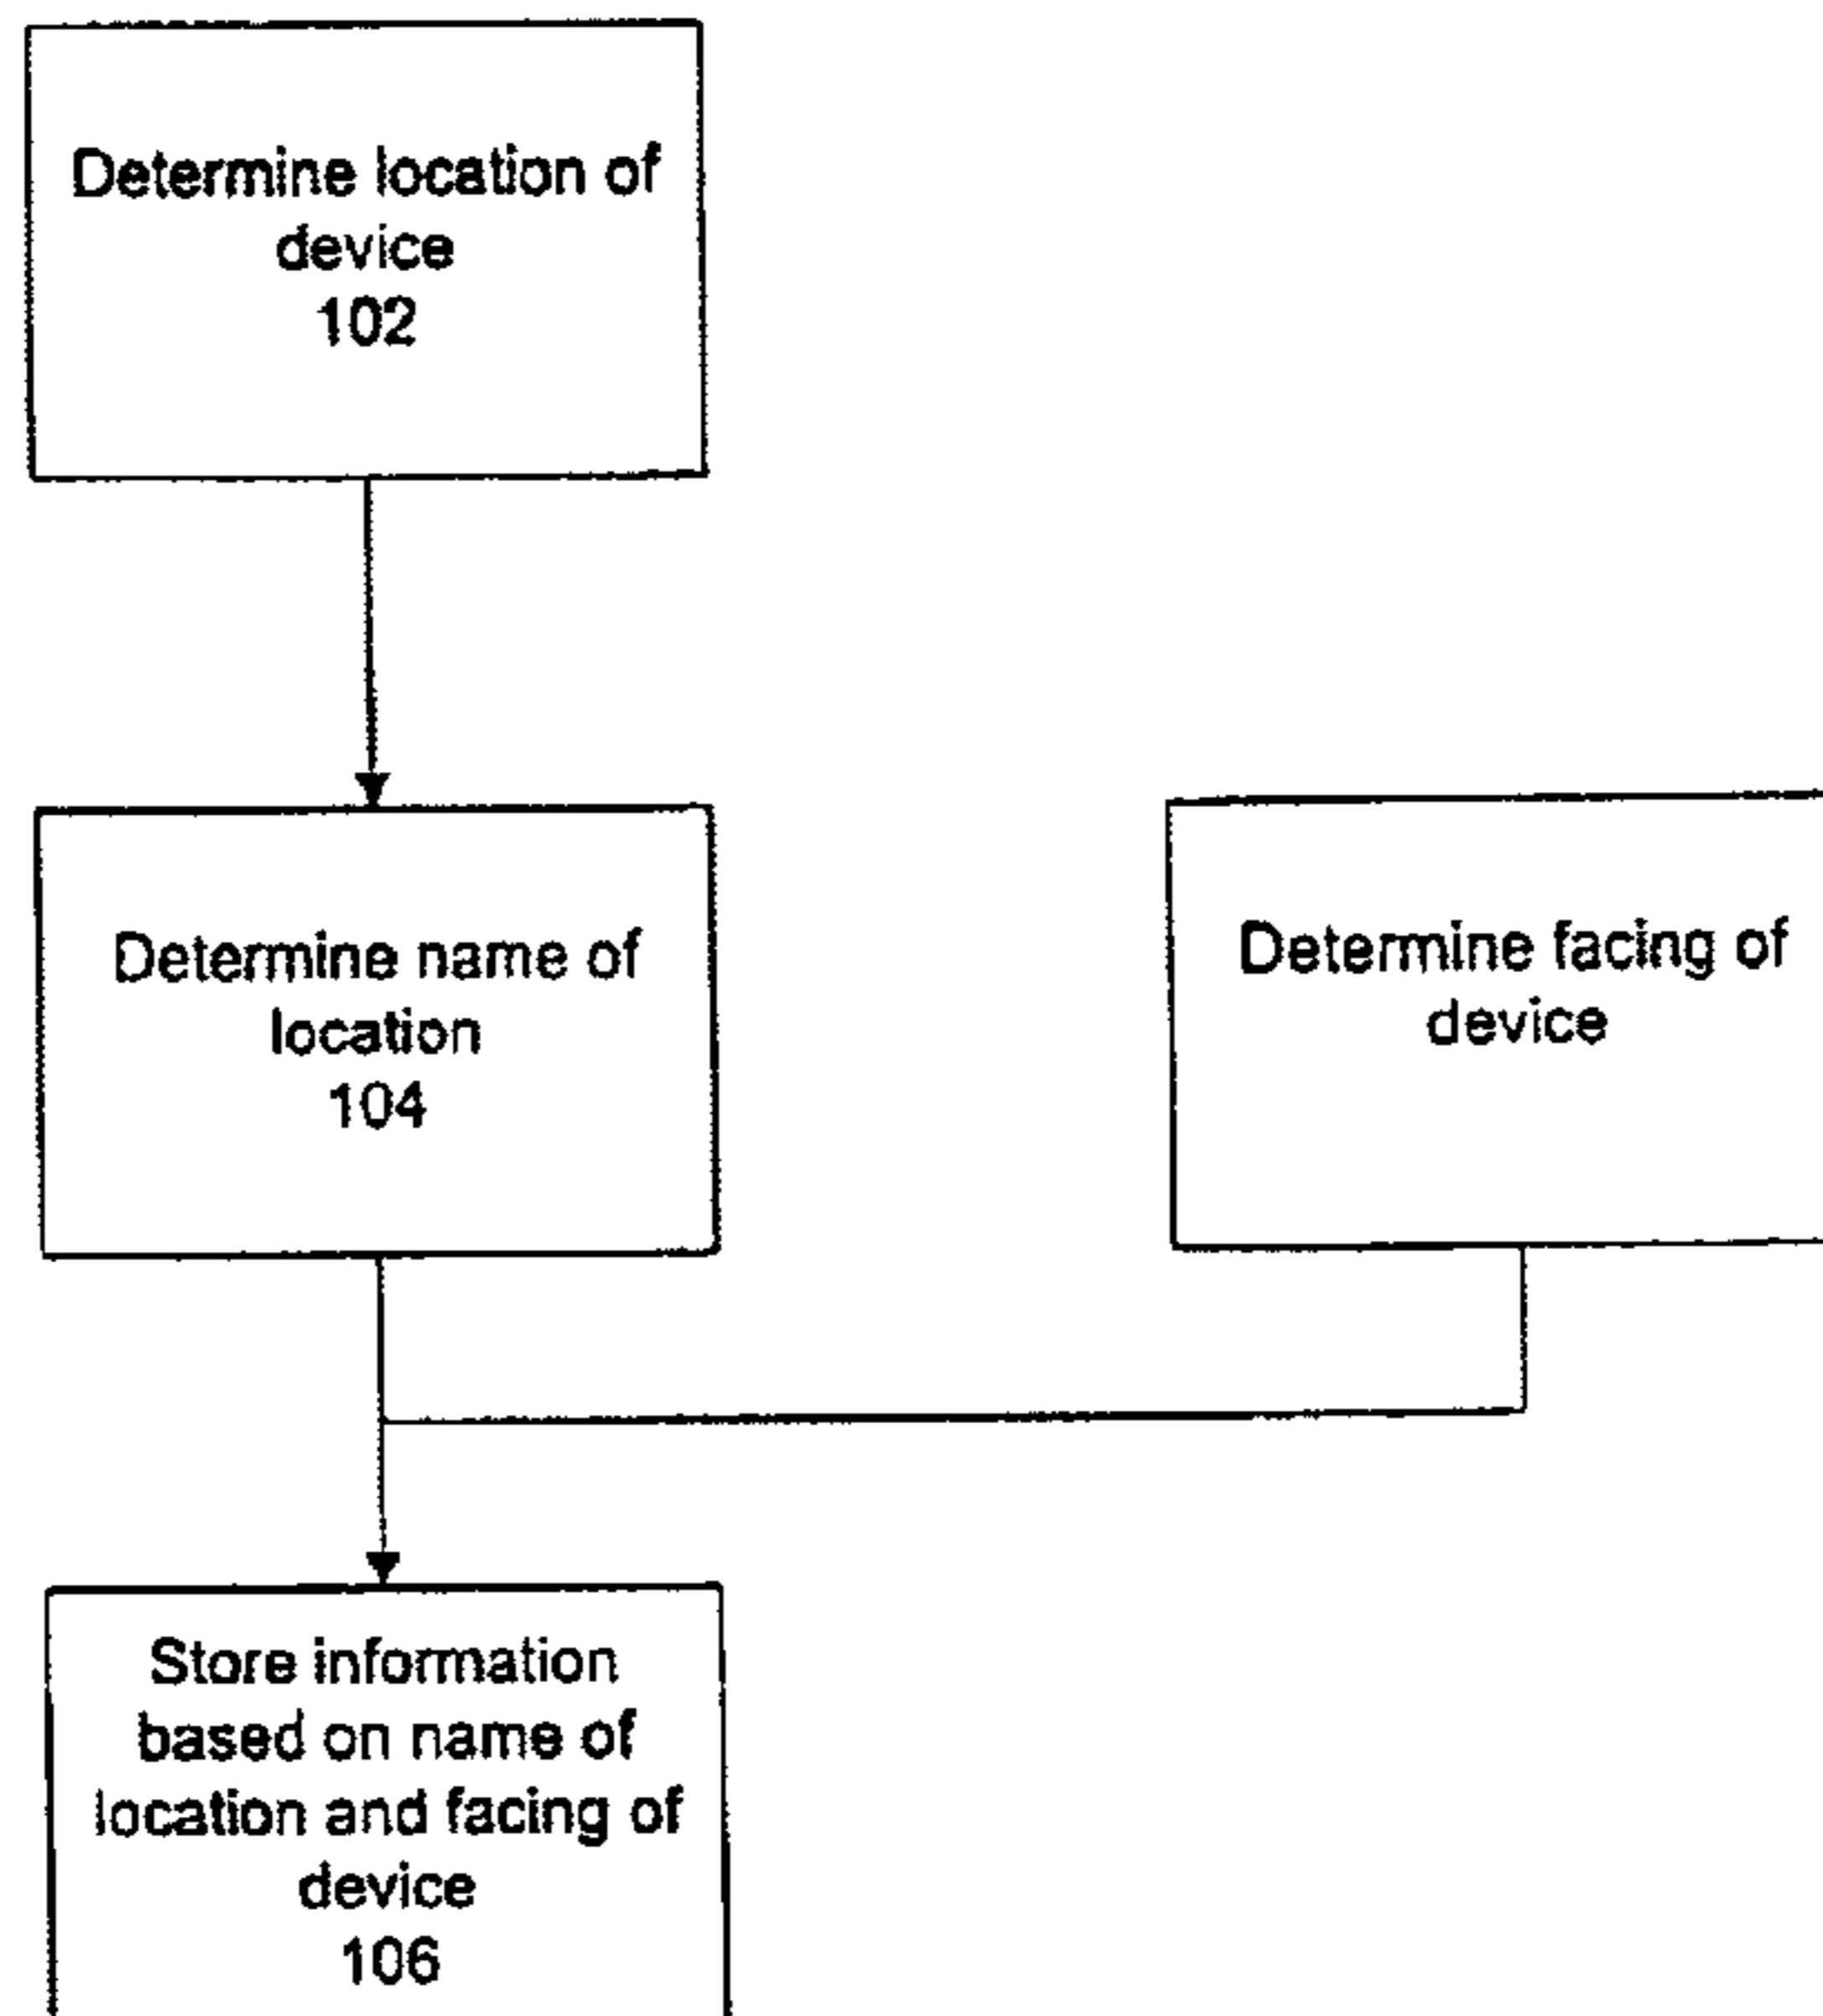 Determine location of
device
102
Determine name of
location
104
Determine facing of
device
Store information
based on name of
location and facing of
device
106